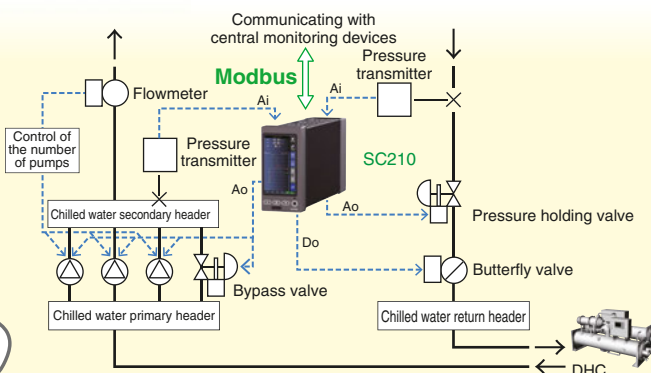 Communicating with
central monitoring devices
Modbus
Pressure
transmitter
Ai
Ai
Flowmeter
Control of
the number
of pumps
Pressure
transmitter
SC210
Ao
Ao
Chilled water secondary header
Pressure holding valve
Do
Butterfly valve
Bypass valve
Chilled water primary header
Chilled water return header
DHC